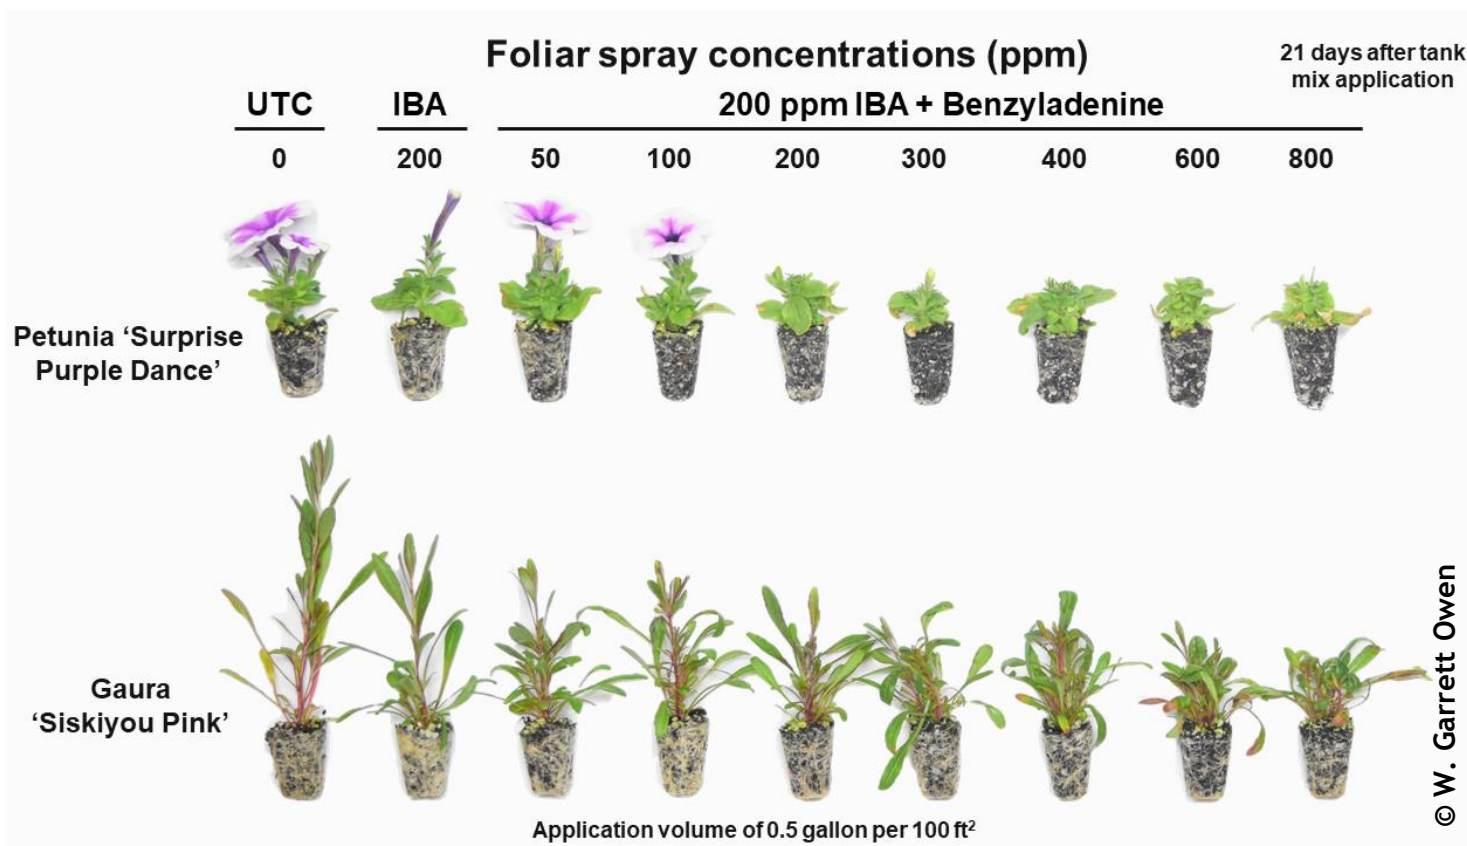 Foliar spray concentrations (ppm)
21 days after tank
mix application
UTC IBA 200 ppm IBA + Benzyladenine
0 200 50 100 200 300 400 600 800
Petunia ‘Surprise
Purple Dance’
Gaura
‘Siskiyou Pink’
Application volume of 0.5 gallon per 100 ft²
© W. Garrett Owen